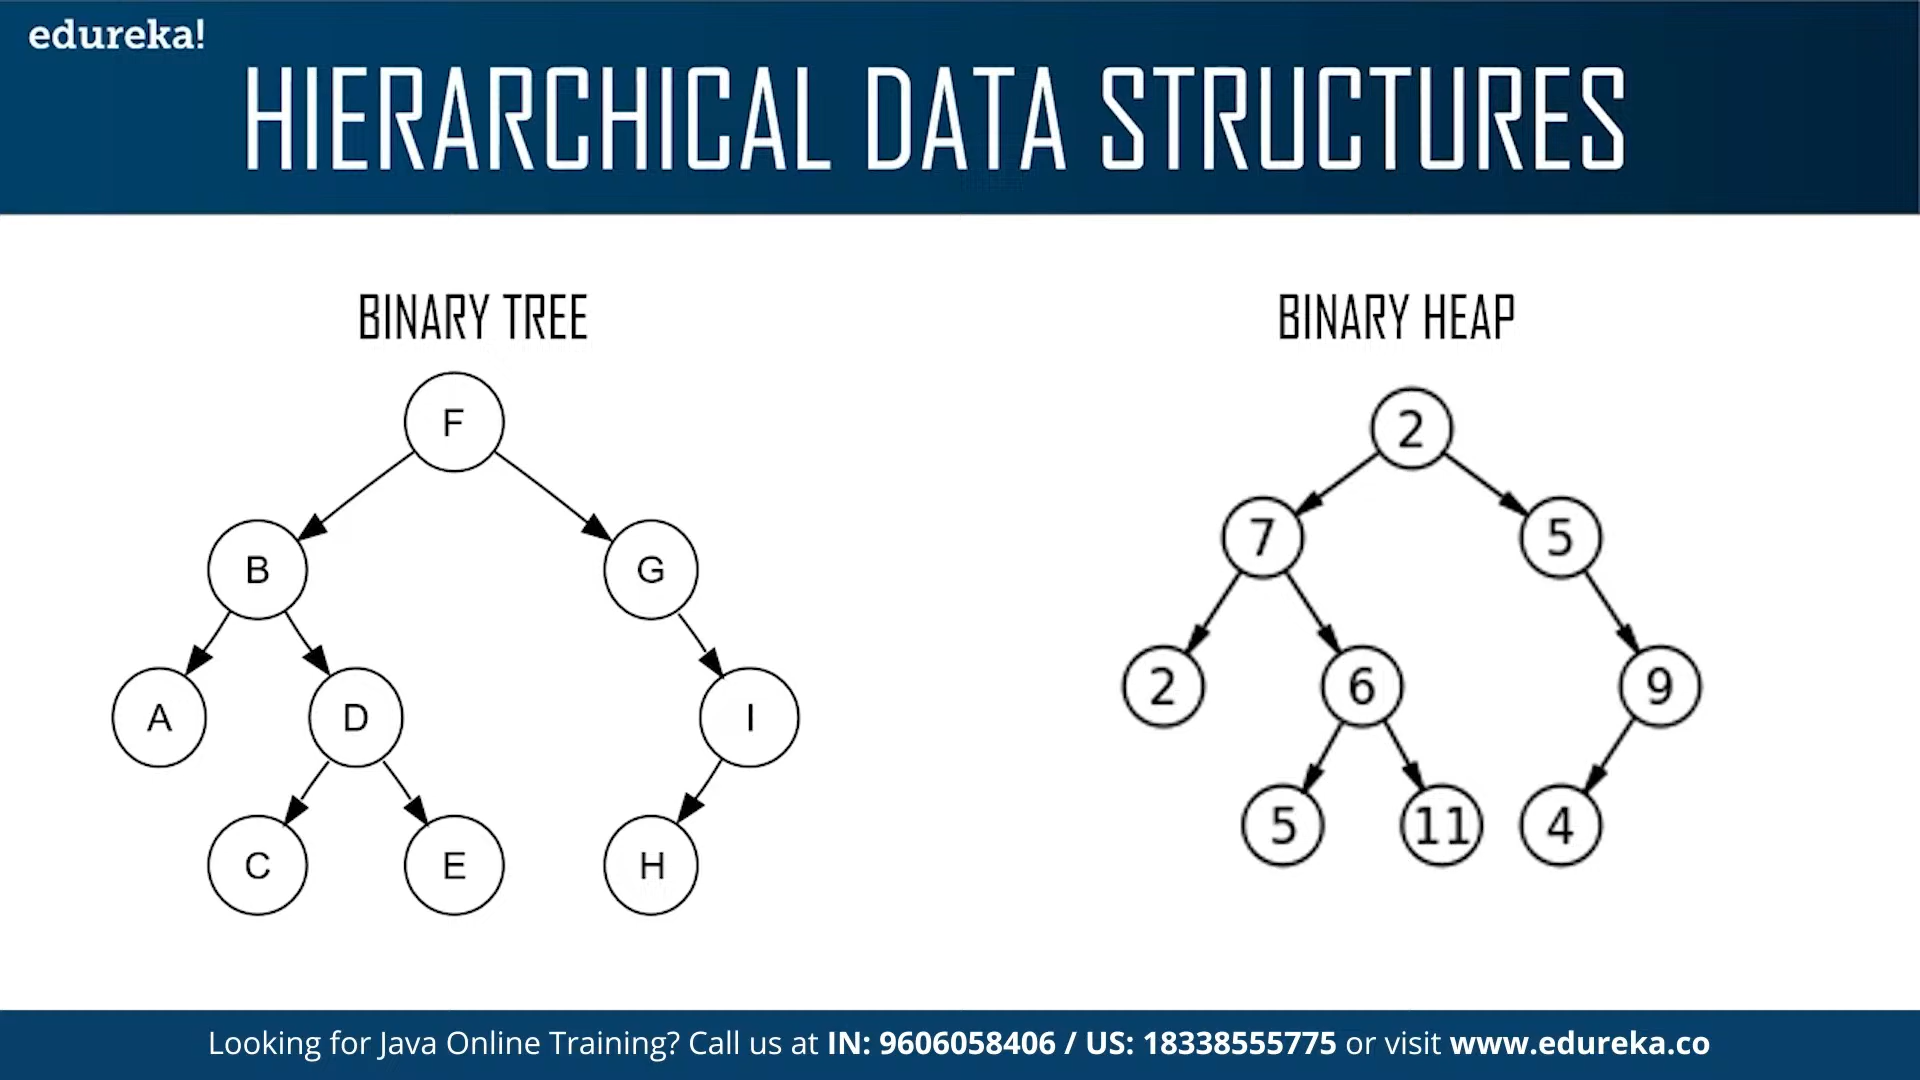 edureka!
HIERARCHICAL DATA STRUCTURES
BINARY TREE
F
B
G
A
D
I
C
E
H
BINARY HEAP
2
7
5
2
6
9
5
11
4
Looking for Java Online Training? Call us at IN: 9606058406 / US: 18338555775 or visit www.edureka.co